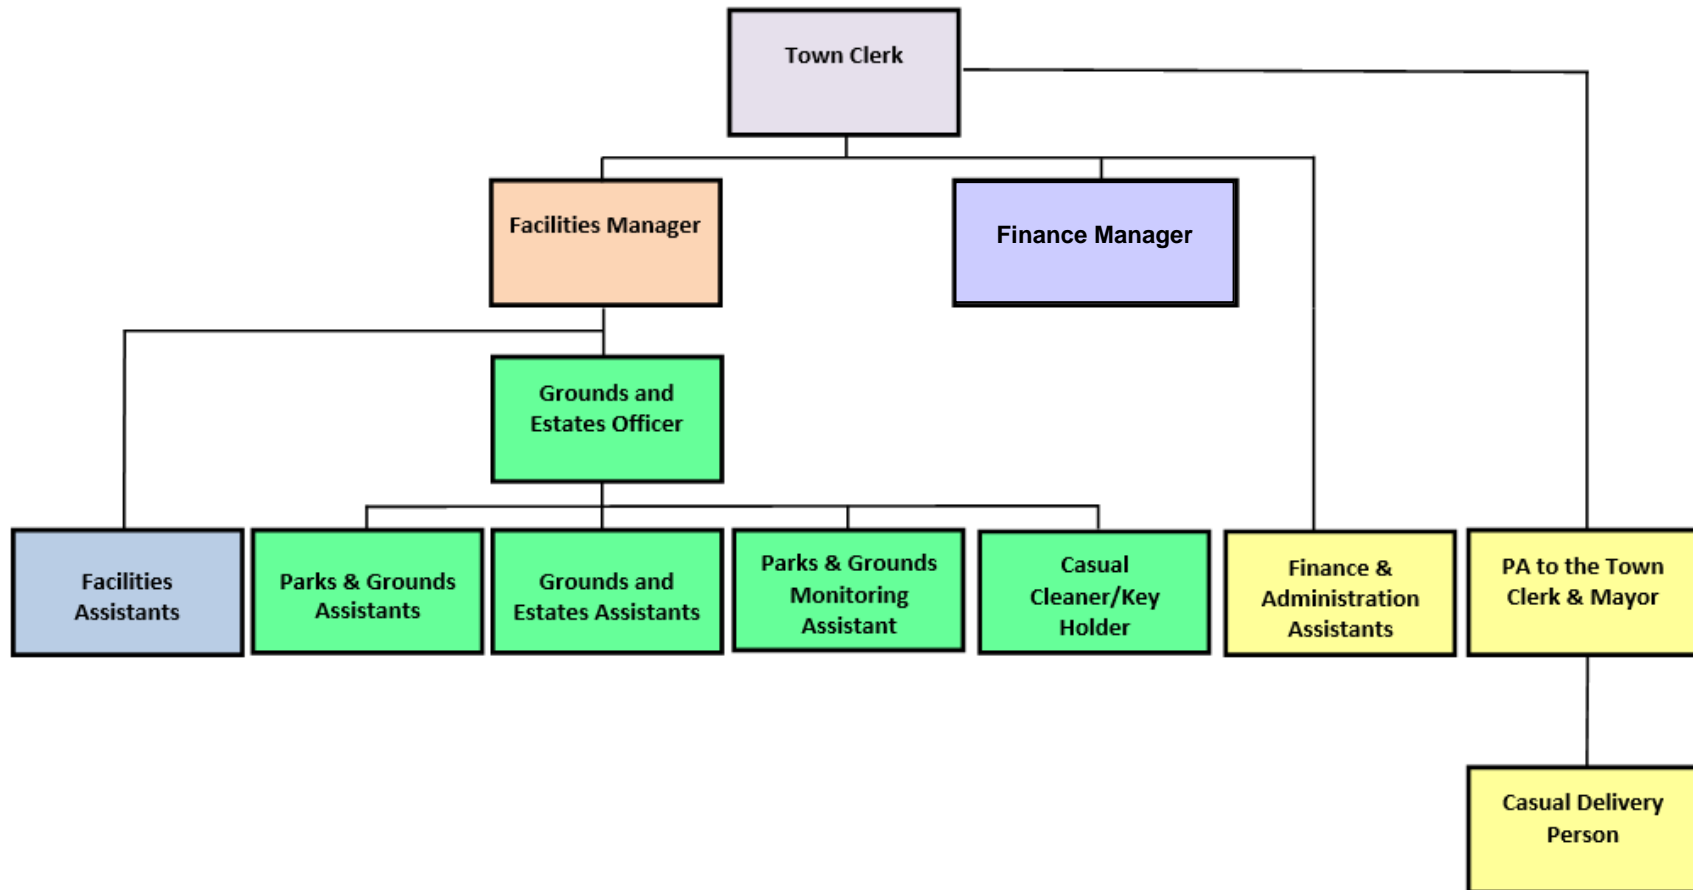 Town Clerk
Facilities Manager
Finance Manager
Grounds and
Estates Officer
Facilities
Assistants
Parks & Grounds
Assistants
Grounds and
Estates Assistants
Parks & Grounds
Monitoring
Assistant
Casual
Cleaner/Key
Holder
Finance &
Administration
Assistants
PA to the Town
Clerk & Mayor
Casual Delivery
Person